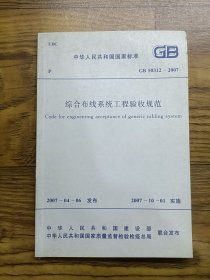 UDC
中华人民共和国国家标准
GB
P
GB 50312-2007
综合布线系统工程验收规范
Code for engineering acceptance of generic cabling system
2007-04-06 发布
2007-10-01 实施
中华人民共和国建设部
中华人民共和国国家质量监督检验检疫总局
联合发布